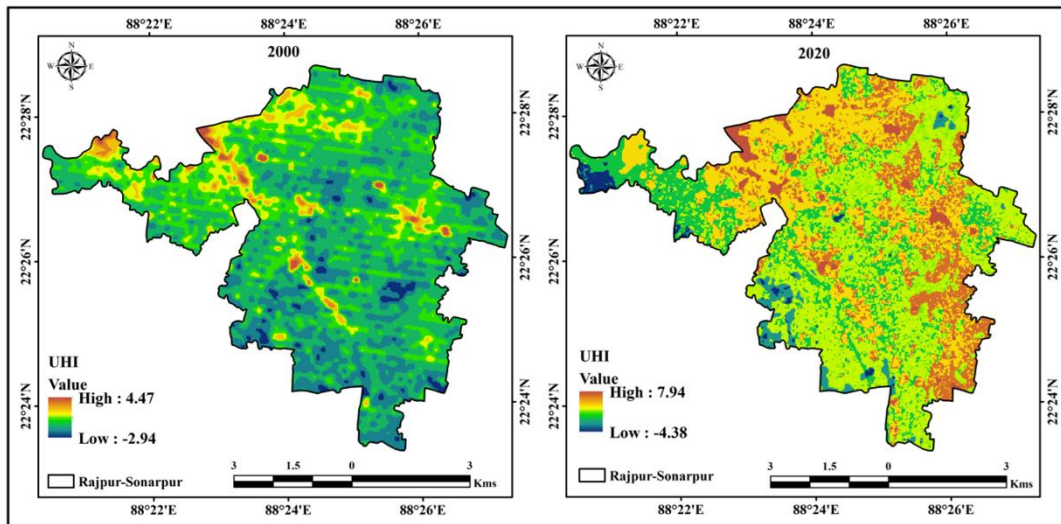 88°22'E 88°24'E 88°26'E
2000
N
W E
S
22°28'N
22°26'N
22°24'N
22°28'N
22°26'N
22°24'N
UHI
Value
High : 4.47
Low : -2.94
Rajpur-Sonarpur
3 1.5 0 3
Kms
88°22'E 88°24'E 88°26'E
88°22'E 88°24'E 88°26'E
2020
N
W E
S
22°28'N
22°26'N
22°24'N
22°28'N
22°26'N
22°24'N
UHI
Value
High : 7.94
Low : -4.38
Rajpur-Sonarpur
3 1.5 0 3
Kms
88°22'E 88°24'E 88°26'E